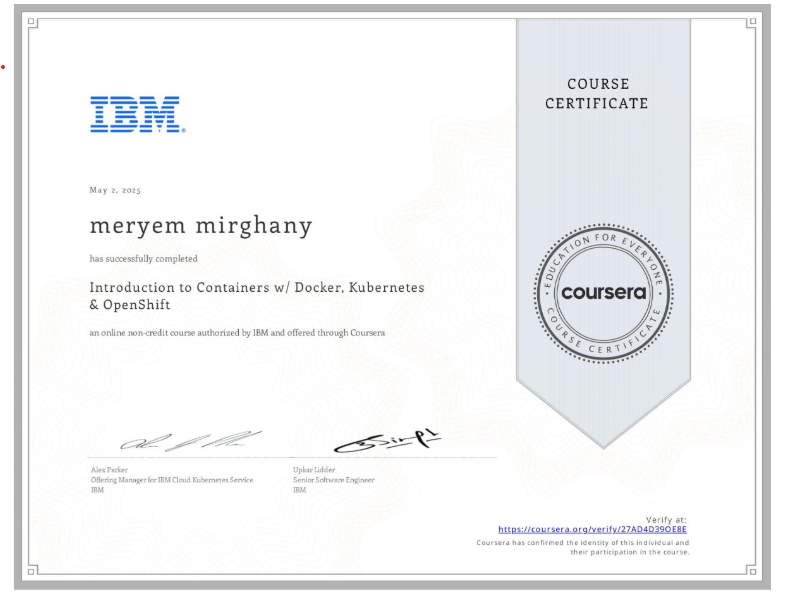 COURSE
CERTIFICATE
IBM
May 2, 2025
meryem mirghany
has successfully completed
Introduction to Containers w/ Docker, Kubernetes
& OpenShift
an online non-credit course authorized by IBM and offered through Coursera
EDUCATION FOR EVERYONE
coursera
COURSE CERTIFICATE
Alex Parker
Offering Manager for IBM Cloud Kubernetes Service
IBM
Upkar Lidder
Senior Software Engineer
IBM
Verify at:
https://coursera.org/verify/27AD4D39OE8E
Coursera has confirmed the identity of this individual and
their participation in the course.